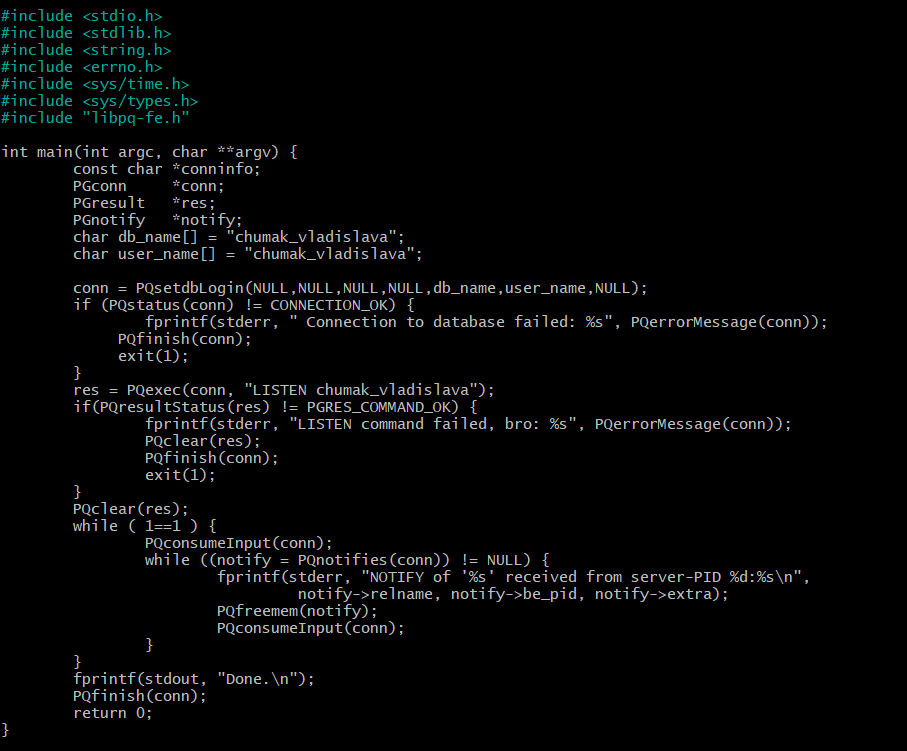 #include <stdio.h>
#include <stdlib.h>
#include <string.h>
#include <errno.h>
#include <sys/time.h>
#include <sys/types.h>
#include "libpq-fe.h"

int main(int argc, char **argv) {
        const char *conninfo;
        PGconn     *conn;
        PGresult   *res;
        PGnotify   *notify;
        char db_name[] = "chumak_vladislava";
        char user_name[] = "chumak_vladislava";

        conn = PQsetdbLogin(NULL,NULL,NULL,NULL,db_name,user_name,NULL);
        if (PQstatus(conn) != CONNECTION_OK) {
                fprintf(stderr, " Connection to database failed: %s", PQerrorMessage(conn));
             PQfinish(conn);
             exit(1);
        }
        res = PQexec(conn, "LISTEN chumak_vladislava");
        if(PQresultStatus(res) != PGRES_COMMAND_OK) {
                fprintf(stderr, "LISTEN command failed, bro: %s", PQerrorMessage(conn));
                PQclear(res);
                PQfinish(conn);
                exit(1);
        }
        PQclear(res);
        while ( 1==1 ) {
                PQconsumeInput(conn);
                while ((notify = PQnotifies(conn)) != NULL) {
                        fprintf(stderr, "NOTIFY of '%s' received from server-PID %d:%s\n",
                                 notify->relname, notify->be_pid, notify->extra);
                        PQfreemem(notify);
                        PQconsumeInput(conn);
                }
        }
        fprintf(stdout, "Done.\n");
        PQfinish(conn);
        return 0;
}